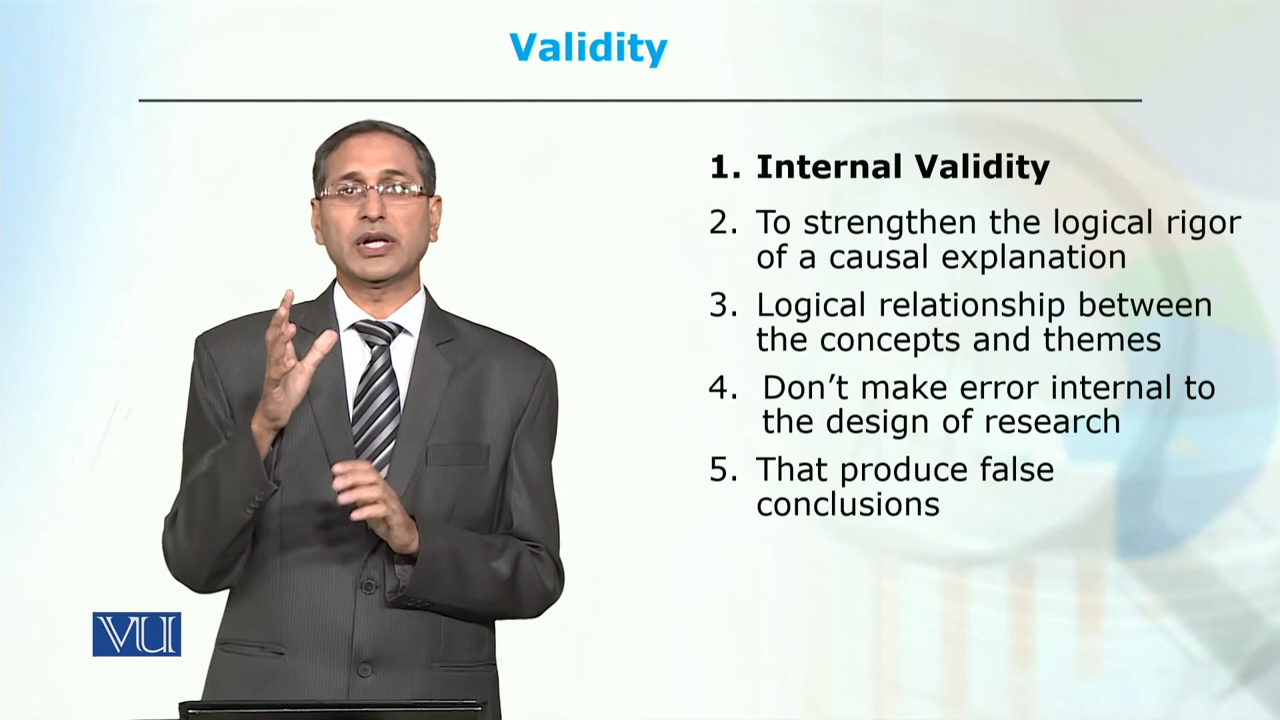 Validity
1. Internal Validity
2. To strengthen the logical rigor
of a causal explanation
3. Logical relationship between
the concepts and themes
4. Don’t make error internal to
the design of research
5. That produce false
conclusions
VU